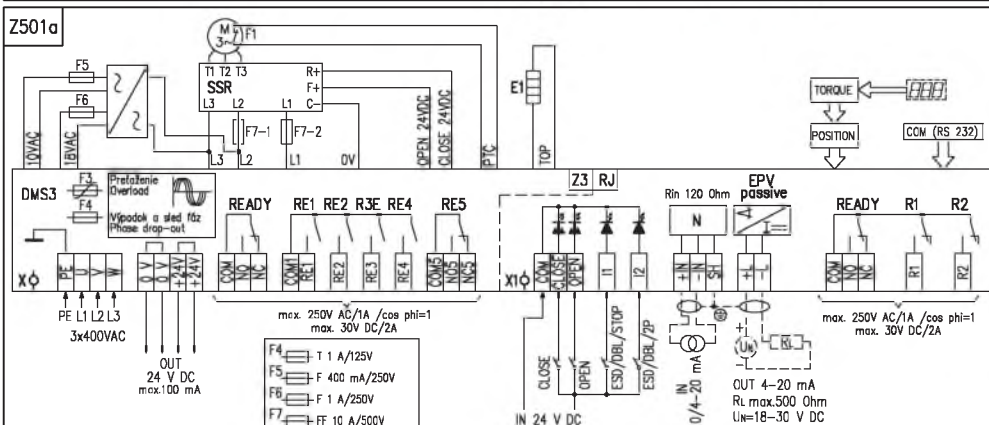 Z501a
M
3~
F1
F5
F6
T1 T2 T3
SSR
R+
F+
C-
L3 L2 L1
F7-1
F7-2
L3 L2 L1 0V
10VAC
18VAC
OPEN 24VDC
CLOSE 24VDC
PTC
E1
TOP
TORQUE
POSITION
COM (RS 232)
DMS3
F3
F4
Preťaženie
Overload
Výpadok a sled fáz
Phase drop-out
READY
RE1 RE2 R3E RE4
RE5
Z3 RJ
Rin 120 Ohm
N
EPV
passive
READY R1 R2
X
PE U V W
0 V 0 V +24V +24V
COM NO NC
COM1 RE1 RE2 RE3 RE4
COM5 NO5 NC5
X1
COM CLOSE OPEN I1 I2
+IN -IN SH
+L -L
COM NO NC R1 R2
PE L1 L2 L3
3x400VAC
OUT
24 V DC
max.100 mA
max. 250V AC/1A /cos phi=1
max. 30V DC/2A
F4 T 1 A/125V
F5 F 400 mA/250V
F6 F 1 A/250V
F7 FF 10 A/500V
CLOSE
OPEN
ESD/DBL/STOP
ESD/DBL/2P
IN 24 V DC
IN
0/4-20 mA
+
UN
-
RL
OUT 4-20 mA
RL max.500 Ohm
UN=18-30 V DC
max. 250V AC/1A /cos phi=1
max. 30V DC/2A